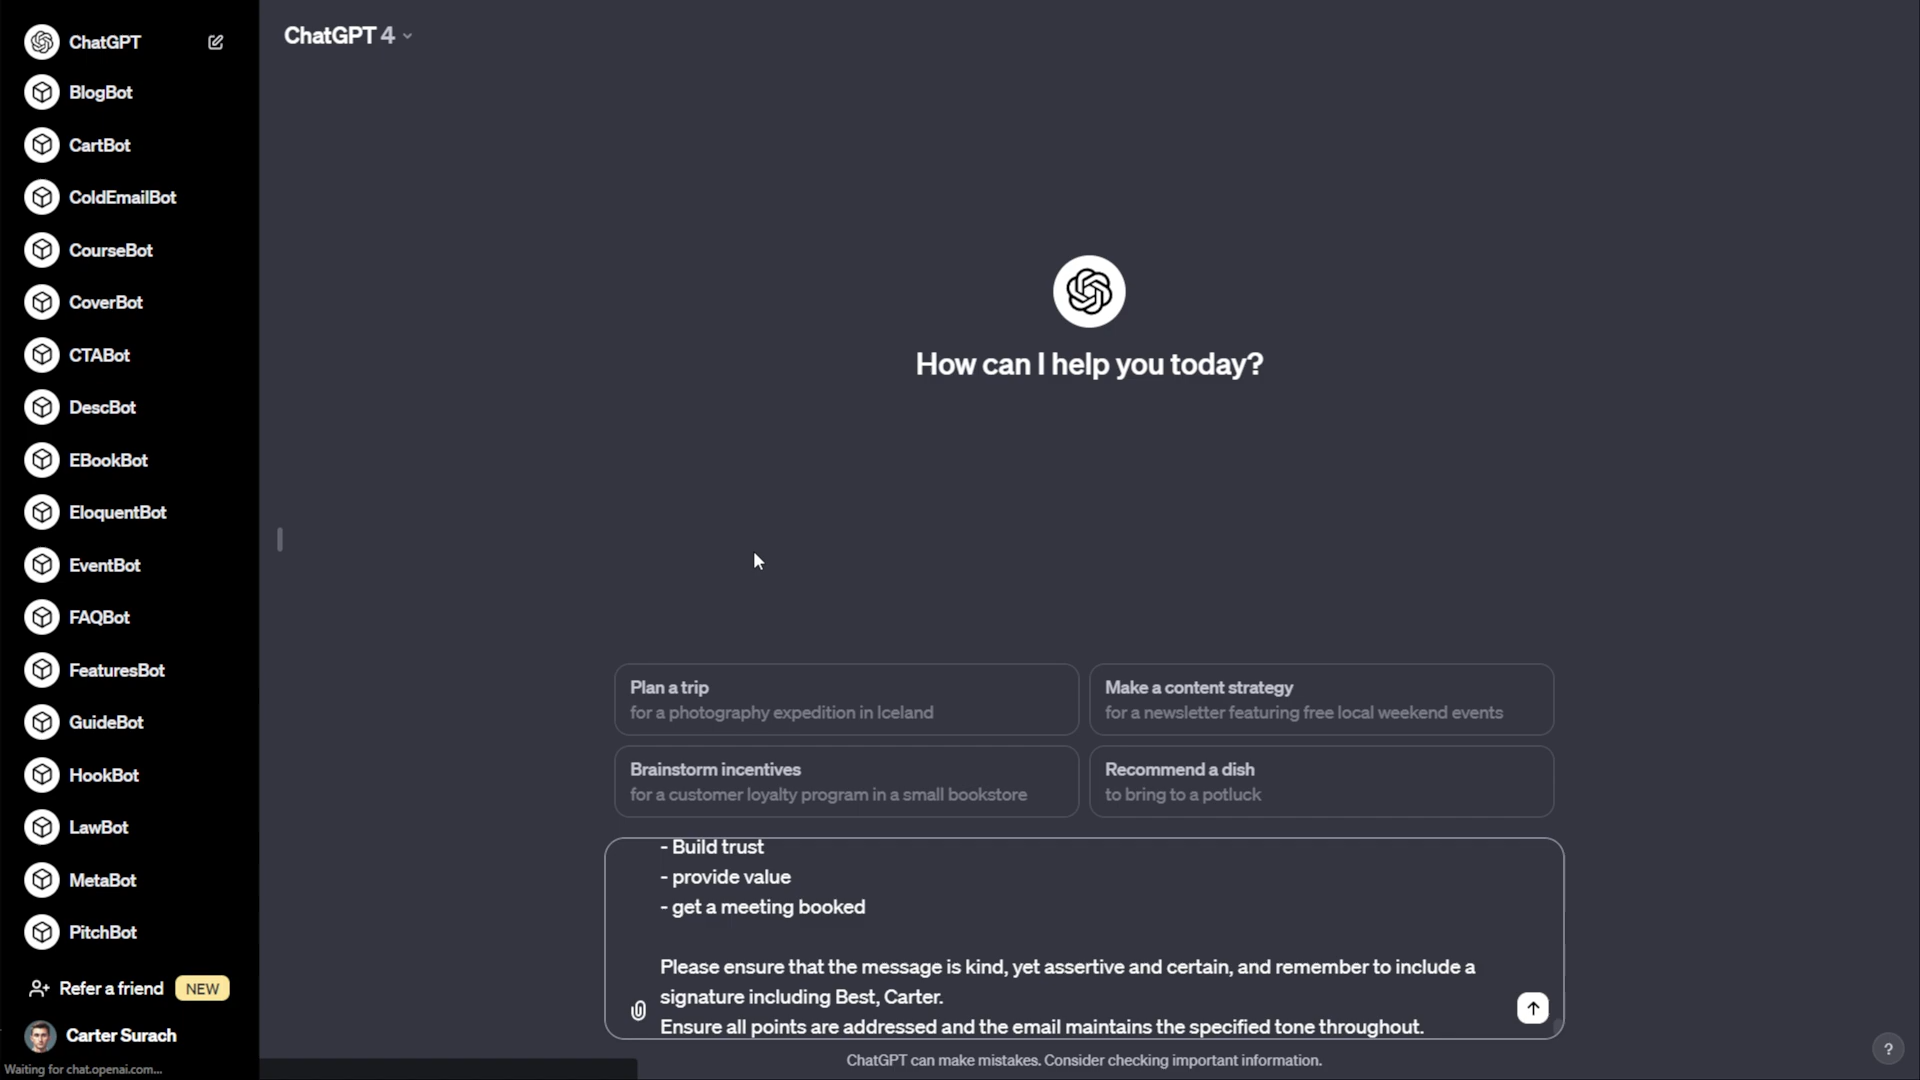 ChatGPT
BlogBot
CartBot
ColdEmailBot
CourseBot
CoverBot
CTABot
DescBot
EBookBot
EloquentBot
EventBot
FAQBot
FeaturesBot
GuideBot
HookBot
LawBot
MetaBot
PitchBot
Refer a friend NEW
Carter Surach
Waiting for chat.openai.com...
ChatGPT 4
How can I help you today?
Plan a trip
for a photography expedition in Iceland
Make a content strategy
for a newsletter featuring free local weekend events
Brainstorm incentives
for a customer loyalty program in a small bookstore
Recommend a dish
to bring to a potluck
- Build trust
- provide value
- get a meeting booked
Please ensure that the message is kind, yet assertive and certain, and remember to include a
signature including Best, Carter.
Ensure all points are addressed and the email maintains the specified tone throughout.
ChatGPT can make mistakes. Consider checking important information.
?